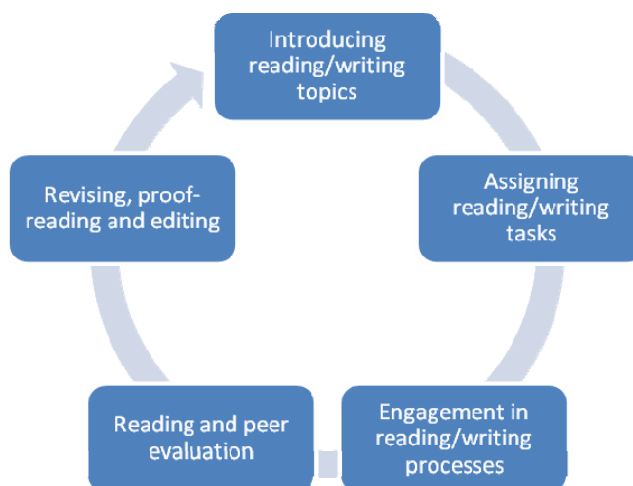 Introducing
reading/writing
topics
Assigning
reading/writing
tasks
Engagement in
reading/writing
processes
Reading and peer
evaluation
Revising, proof-
reading and editing